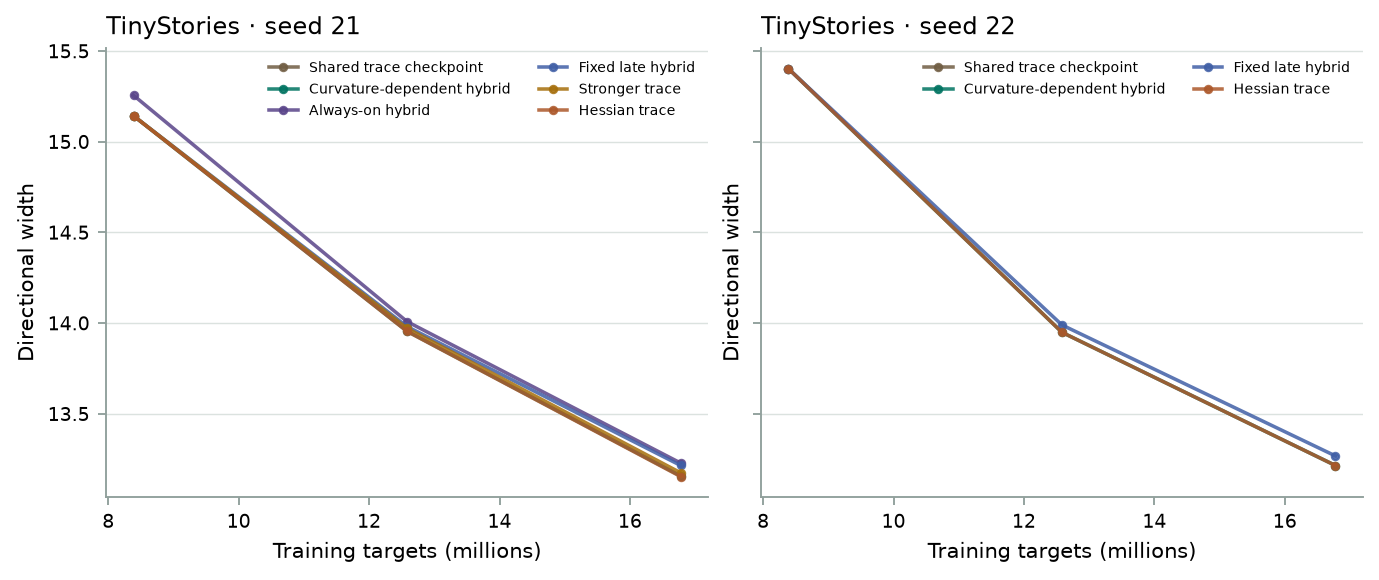 TinyStories · seed 21
Directional width
15.5
15.0
14.5
14.0
13.5
Shared trace checkpoint
Curvature-dependent hybrid
Always-on hybrid
Fixed late hybrid
Stronger trace
Hessian trace
8 10 12 14 16
Training targets (millions)
TinyStories · seed 22
Directional width
Shared trace checkpoint
Curvature-dependent hybrid
Fixed late hybrid
Hessian trace
8 10 12 14 16
Training targets (millions)